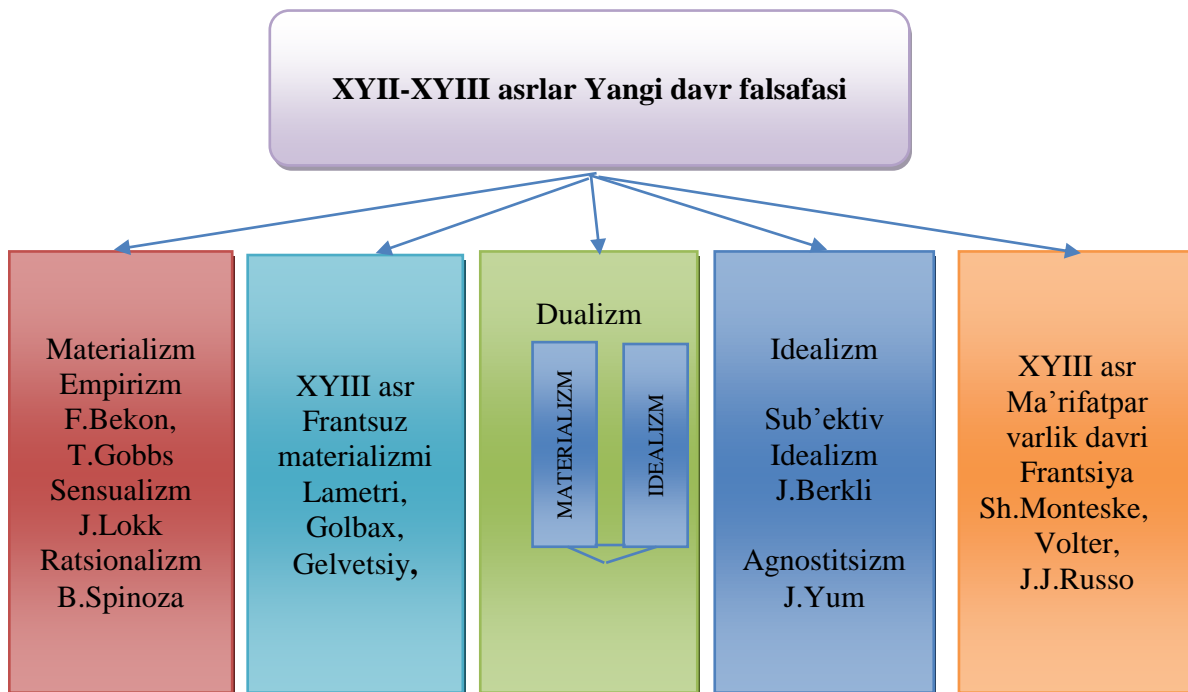 XYII-XYIII asrlar Yangi davr falsafasi
Materializm
Empirizm
F.Bekon,
T.Gobbs
Sensualizm
J.Lokk
Ratsionalizm
B.Spinoza
XYIII asr
Frantsuz
materializmi
Lametri,
Golbax,
Gelvetsiy,
Dualizm
MATERIALIZM
IDEALIZM
Idealizm
Sub’ektiv
Idealizm
J.Berkli
Agnostitsizm
J.Yum
XYIII asr
Ma’rifatpar
varlik davri
Frantsiya
Sh.Monteske,
Volter,
J.J.Russo